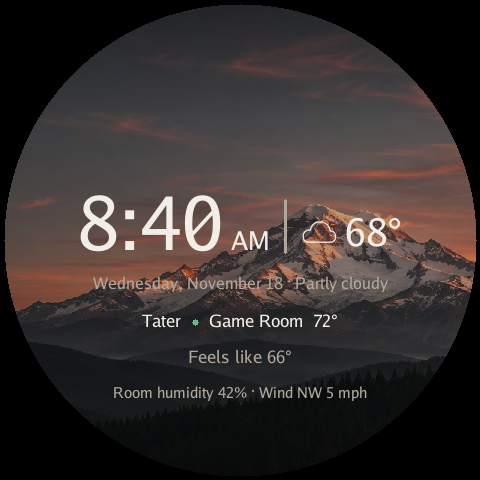 8:40 AM 68°
Wednesday, November 18 · Partly cloudy
Tater Game Room 72°
Feels like 66°
Room humidity 42% · Wind NW 5 mph